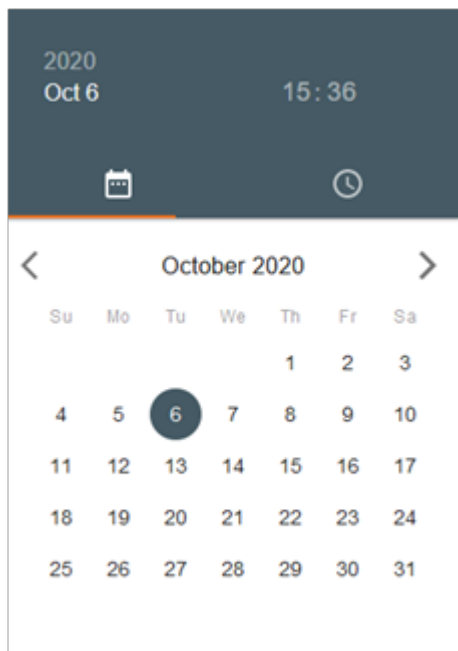 2020
Oct 6 15:36
October 2020
Su Mo Tu We Th Fr Sa
1 2 3
4 5 6 7 8 9 10
11 12 13 14 15 16 17
18 19 20 21 22 23 24
25 26 27 28 29 30 31